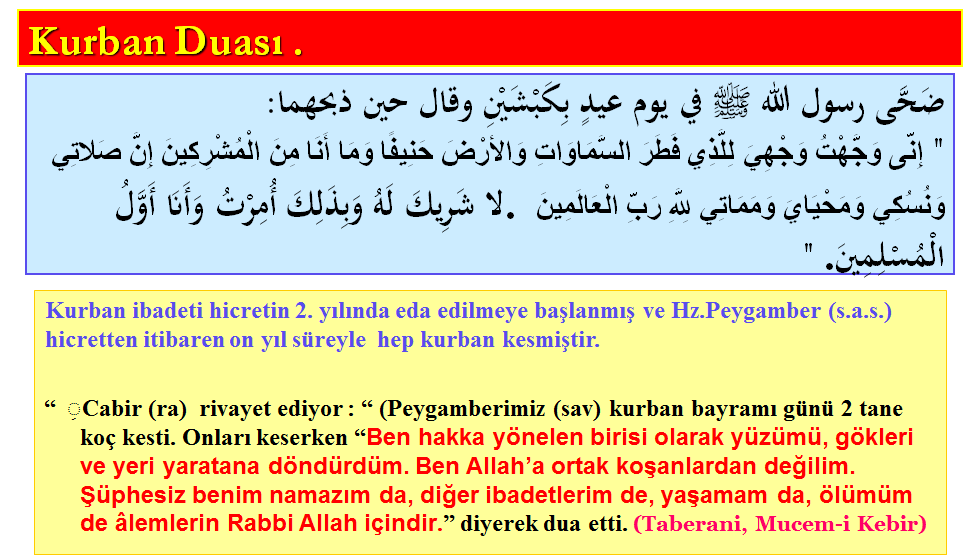 Kurban Duası .
ضَحَّى رسول الله ﷺ في يوم عيدٍ بِكَبْشَيْنِ وقال حين ذبحهما:
" إِنِّى وَجَّهْتُ وَجْهِيَ لِلَّذِي فَطَرَ السَّمَاوَاتِ وَالأَرْضَ حَنِيفًا وَمَا أَنَا مِنَ الْمُشْرِكِينَ إِنَّ صَلاتِي
وَنُسُكِي وَمَحْيَايَ وَمَمَاتِي لِلَّهِ رَبِّ الْعَالَمِينَ .لا شَرِيكَ لَهُ وَبِذَلِكَ أُمِرْتُ وَأَنَا أَوَّلُ
الْمُسْلِمِينَ. "
Kurban ibadeti hicretin 2. yılında eda edilmeye başlanmış ve Hz.Peygamber (s.a.s.)
hicretten itibaren on yıl süreyle hep kurban kesmiştir.
“ ِCabir (ra) rivayet ediyor : “ (Peygamberimiz (sav) kurban bayramı günü 2 tane
koç kesti. Onları keserken “Ben hakka yönelen birisi olarak yüzümü, gökleri
ve yeri yaratana döndürdüm. Ben Allah’a ortak koşanlardan değilim.
Şüphesiz benim namazım da, diğer ibadetlerim de, yaşamam da, ölümüm
de âlemlerin Rabbi Allah içindir.” diyerek dua etti. (Taberani, Mucem-i Kebir)